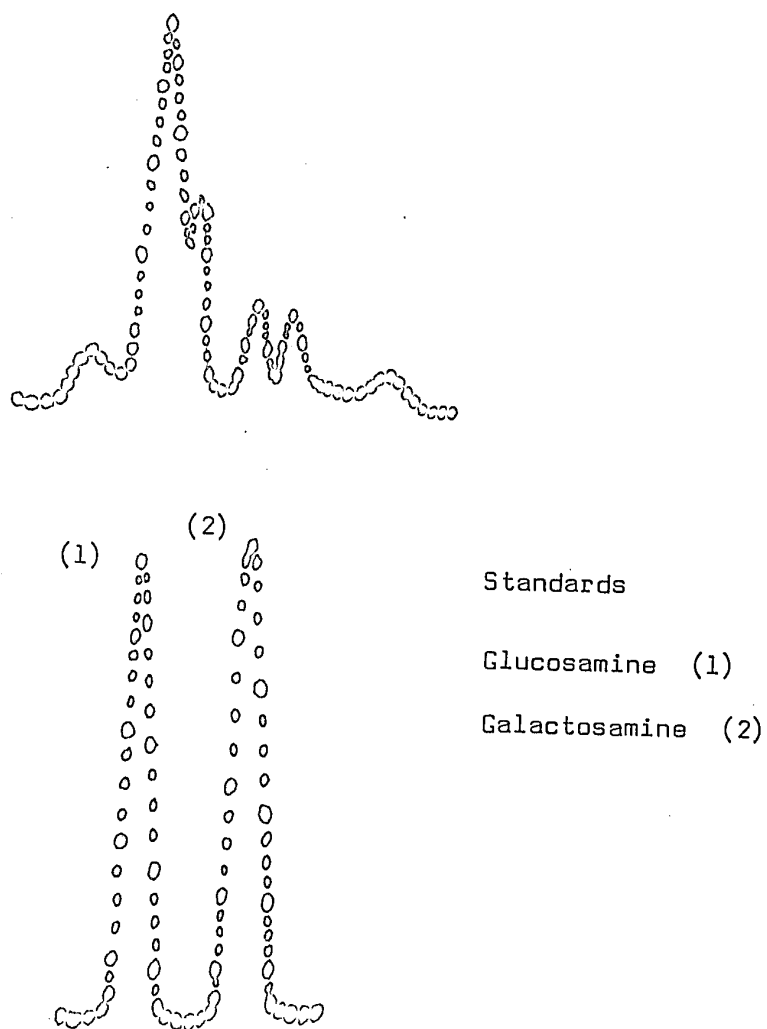 (1)
(2)
Standards
Glucosamine (1)
Galactosamine (2)